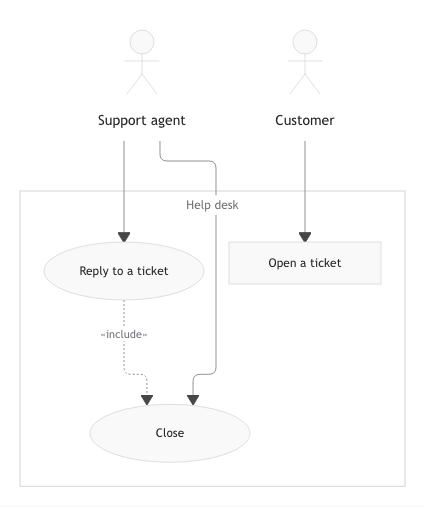 Support agent
Customer
Help desk
Reply to a ticket
Open a ticket
«include»
Close